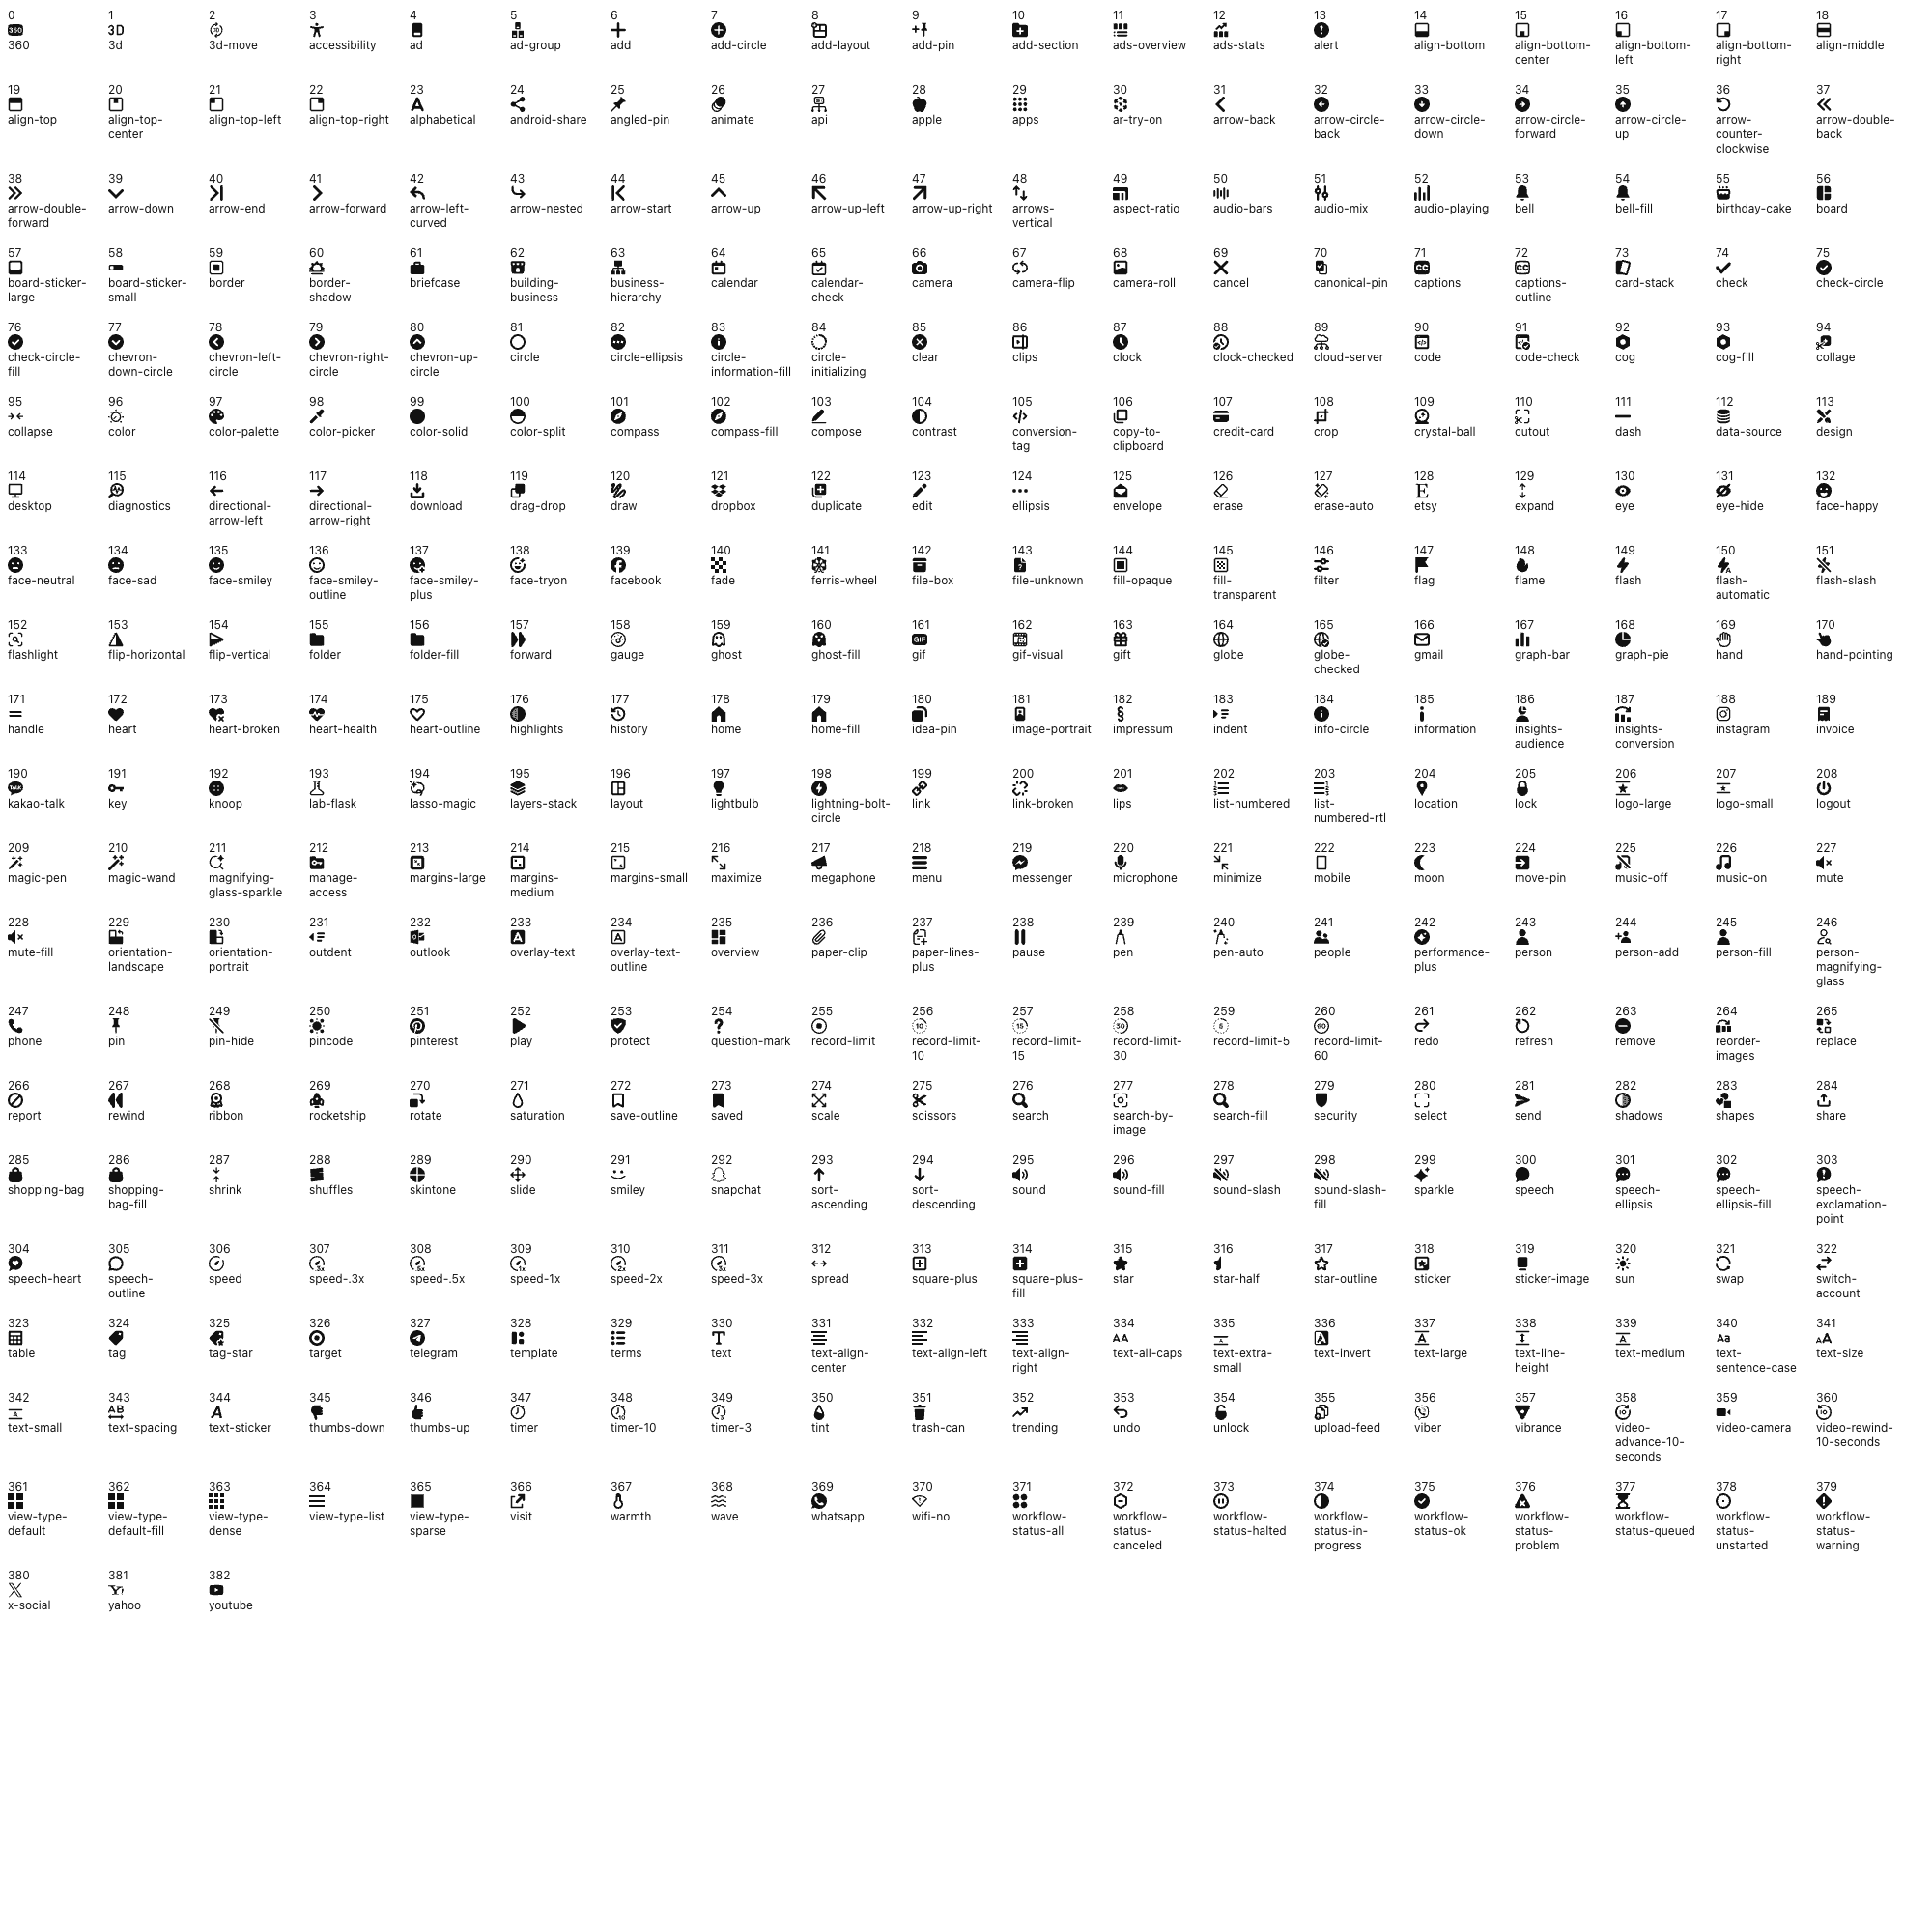 0 1 2 3 4 5 6 7 8 9 10 11 12 13 14 15 16 17 18
360 3d 3d-move accessibility ad ad-group add add-circle add-layout add-pin add-section ads-overview ads-stats alert align-bottom align-bottom- align-bottom- align-bottom- align-middle
center left right
19 20 21 22 23 24 25 26 27 28 29 30 31 32 33 34 35 36 37
align-top align-top- align-top-left align-top-right alphabetical android-share angled-pin animate api apple apps ar-try-on arrow-back arrow-circle- arrow-circle- arrow-circle- arrow-circle- arrow- arrow-double-
center back down forward up counter- back
clockwise
38 39 40 41 42 43 44 45 46 47 48 49 50 51 52 53 54 55 56
arrow-double- arrow-down arrow-end arrow-forward arrow-left- arrow-nested arrow-start arrow-up arrow-up-left arrow-up-right arrows- aspect-ratio audio-bars audio-mix audio-playing bell bell-fill birthday-cake board
forward curved vertical
57 58 59 60 61 62 63 64 65 66 67 68 69 70 71 72 73 74 75
board-sticker- board-sticker- border border- briefcase building- business- calendar calendar- camera camera-flip camera-roll cancel canonical-pin captions captions- card-stack check check-circle
large small shadow business hierarchy check outline
76 77 78 79 80 81 82 83 84 85 86 87 88 89 90 91 92 93 94
check-circle- chevron- chevron-left- chevron-right- chevron-up- circle circle-ellipsis circle- circle- clear clips clock clock-checked cloud-server code code-check cog cog-fill collage
fill down-circle circle circle circle information-fill initializing
95 96 97 98 99 100 101 102 103 104 105 106 107 108 109 110 111 112 113
collapse color color-palette color-picker color-solid color-split compass compass-fill compose contrast conversion- copy-to- credit-card crop crystal-ball cutout dash data-source design
tag clipboard
114 115 116 117 118 119 120 121 122 123 124 125 126 127 128 129 130 131 132
desktop diagnostics directional- directional- download drag-drop draw dropbox duplicate edit ellipsis envelope erase erase-auto etsy expand eye eye-hide face-happy
arrow-left arrow-right
133 134 135 136 137 138 139 140 141 142 143 144 145 146 147 148 149 150 151
face-neutral face-sad face-smiley face-smiley- face-smiley- face-tryon facebook fade ferris-wheel file-box file-unknown fill-opaque fill- filter flag flame flash flash- flash-slash
outline plus transparent automatic
152 153 154 155 156 157 158 159 160 161 162 163 164 165 166 167 168 169 170
flashlight flip-horizontal flip-vertical folder folder-fill forward gauge ghost ghost-fill gif gif-visual gift globe globe- gmail graph-bar graph-pie hand hand-pointing
checked
171 172 173 174 175 176 177 178 179 180 181 182 183 184 185 186 187 188 189
handle heart heart-broken heart-health heart-outline highlights history home home-fill idea-pin image-portrait impressum indent info-circle information insights- insights- instagram invoice
audience conversion
190 191 192 193 194 195 196 197 198 199 200 201 202 203 204 205 206 207 208
kakao-talk key knoop lab-flask lasso-magic layers-stack layout lightbulb lightning-bolt- link link-broken lips list-numbered list- location lock logo-large logo-small logout
circle numbered-rtl
209 210 211 212 213 214 215 216 217 218 219 220 221 222 223 224 225 226 227
magic-pen magic-wand magnifying- manage- margins-large margins- margins-small maximize megaphone menu messenger microphone minimize mobile moon move-pin music-off music-on mute
glass-sparkle access medium
228 229 230 231 232 233 234 235 236 237 238 239 240 241 242 243 244 245 246
mute-fill orientation- orientation- outdent outlook overlay-text overlay-text- overview paper-clip paper-lines- pause pen pen-auto people performance- person person-add person-fill person-
landscape portrait outline plus plus magnifying-
glass
247 248 249 250 251 252 253 254 255 256 257 258 259 260 261 262 263 264 265
phone pin pin-hide pincode pinterest play protect question-mark record-limit record-limit- record-limit- record-limit- record-limit-5 record-limit- redo refresh remove reorder- replace
10 15 30 60 images
266 267 268 269 270 271 272 273 274 275 276 277 278 279 280 281 282 283 284
report rewind ribbon rocketship rotate saturation save-outline saved scale scissors search search-by- search-fill security select send shadows shapes share
image
285 286 287 288 289 290 291 292 293 294 295 296 297 298 299 300 301 302 303
shopping-bag shopping- shrink shuffles skintone slide smiley snapchat sort- sort- sound sound-fill sound-slash sound-slash- sparkle speech speech- speech- speech-
bag-fill ascending descending fill ellipsis ellipsis-fill exclamation-
point
304 305 306 307 308 309 310 311 312 313 314 315 316 317 318 319 320 321 322
speech-heart speech- speed speed-.3x speed-.5x speed-1x speed-2x speed-3x spread square-plus square-plus- star star-half star-outline sticker sticker-image sun swap switch-
outline fill account
323 324 325 326 327 328 329 330 331 332 333 334 335 336 337 338 339 340 341
table tag tag-star target telegram template terms text text-align- text-align-left text-align- text-all-caps text-extra- text-invert text-large text-line- text-medium text- text-size
center right small height sentence-case
342 343 344 345 346 347 348 349 350 351 352 353 354 355 356 357 358 359 360
text-small text-spacing text-sticker thumbs-down thumbs-up timer timer-10 timer-3 tint trash-can trending undo unlock upload-feed viber vibrance video- video-camera video-rewind-
advance-10- 10-seconds
seconds
361 362 363 364 365 366 367 368 369 370 371 372 373 374 375 376 377 378 379
view-type- view-type- view-type- view-type-list view-type- visit warmth wave whatsapp wifi-no workflow- workflow- workflow- workflow- workflow- workflow- workflow- workflow- workflow-
default default-fill dense sparse status-all status- status-halted status-in- status-ok status- status-queued status- status-
canceled progress problem unstarted warning
380 381 382
x-social yahoo youtube